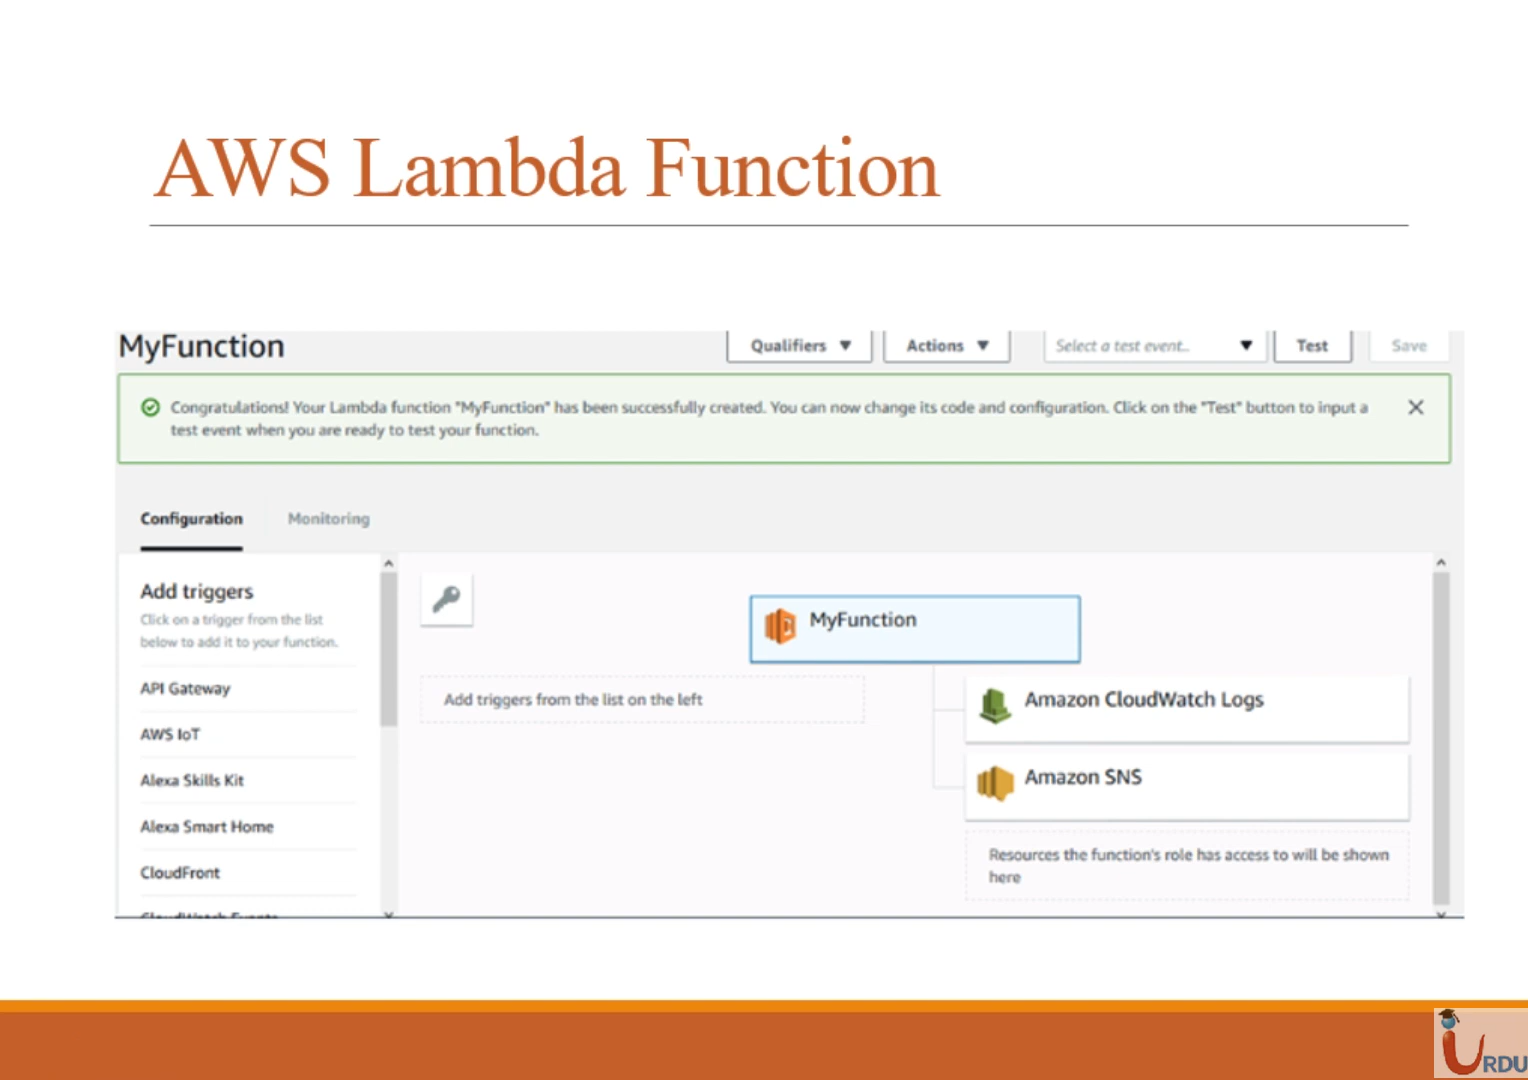 AWS Lambda Function
MyFunction
Qualifiers
Actions
Select a test event..
Test
Save
Congratulations! Your Lambda function "MyFunction" has been successfully created. You can now change its code and configuration. Click on the "Test" button to input a
test event when you are ready to test your function.
Configuration
Monitoring
Add triggers
Click on a trigger from the list
below to add it to your function.
API Gateway
AWS IoT
Alexa Skills Kit
Alexa Smart Home
CloudFront
CloudWatch Events
MyFunction
Add triggers from the list on the left
Amazon CloudWatch Logs
Amazon SNS
Resources the function's role has access to will be shown
here
iURDU